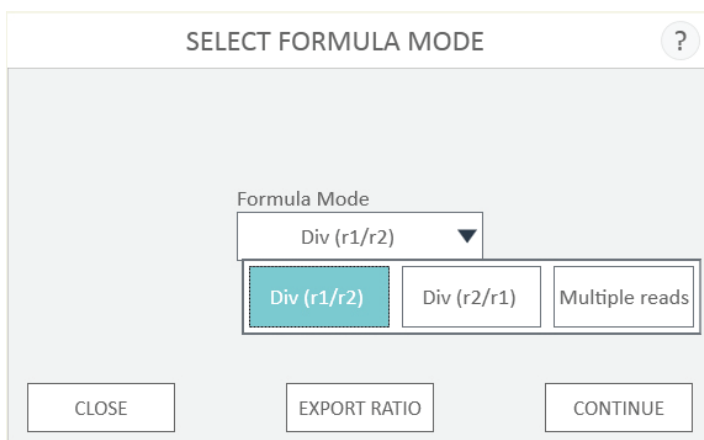 SELECT FORMULA MODE ?
Formula Mode
Div (r1/r2)
Div (r1/r2) Div (r2/r1) Multiple reads
CLOSE EXPORT RATIO CONTINUE